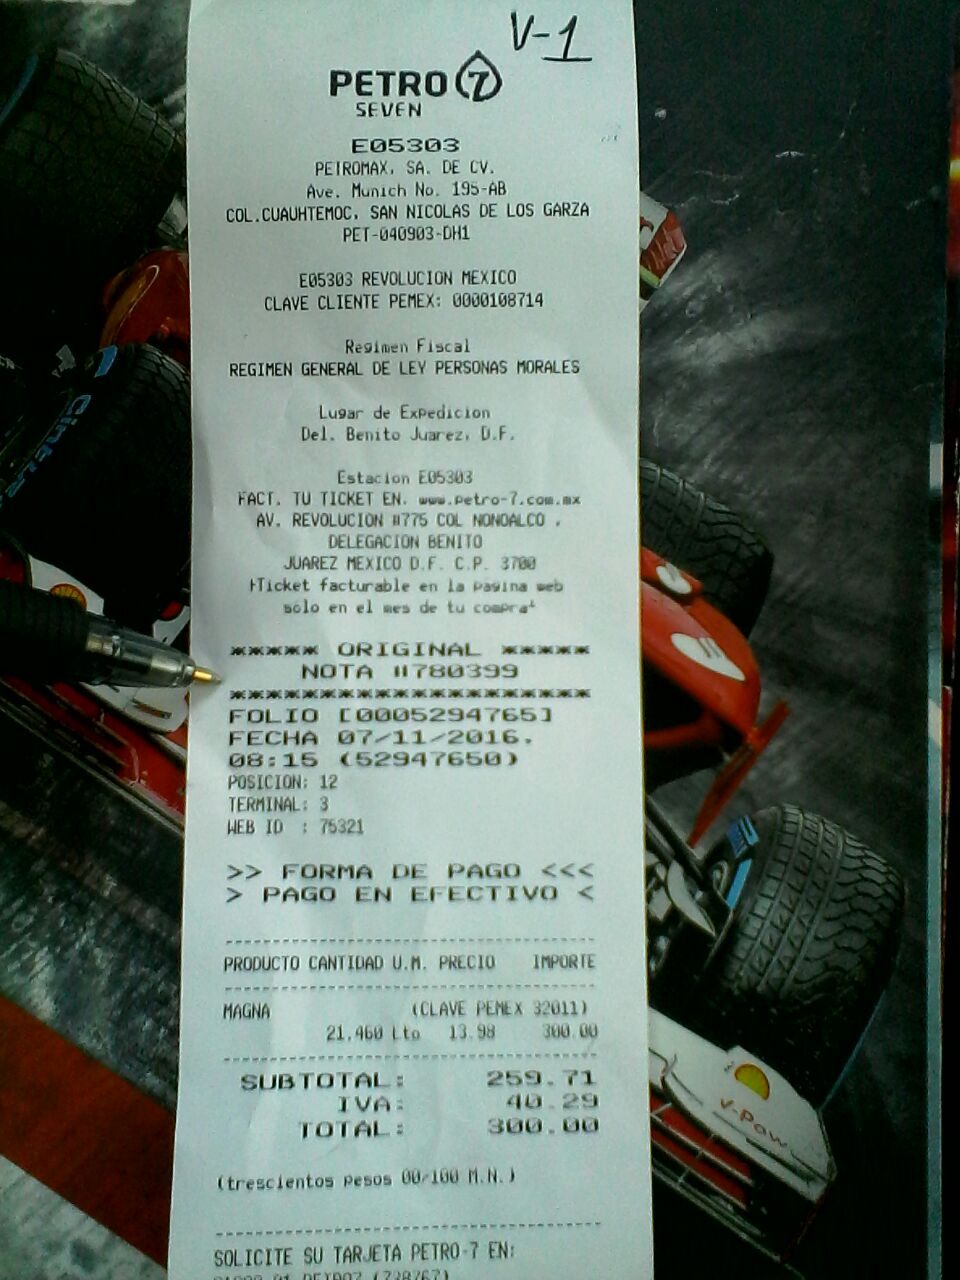 V-1
PETRO 7
SEVEN
E05303
PETROMAX, SA. DE CV.
Ave. Munich No. 195-AB
COL.CUAUHTEMOC, SAN NICOLAS DE LOS GARZA
PET-040903-DH1
E05303 REVOLUCION MEXICO
CLAVE CLIENTE PEMEX: 0000108714
Regimen Fiscal
REGIMEN GENERAL DE LEY PERSONAS MORALES
Lugar de Expedicion
Del. Benito Juarez, D.F.
Estacion E05303
FACT. TU TICKET EN. www.petro-7.com.mx
AV. REVOLUCION #775 COL NONOALCO .
DELEGACION BENITO
JUAREZ MEXICO D.F. C.P. 3700
*Ticket facturable en la pagina web
sólo en el mes de tu compra*
***** ORIGINAL *****
NOTA #780399
********************
FOLIO [0005294765]
FECHA 07/11/2016.
08:15 (52947650)
POSICION: 12
TERMINAL: 3
WEB ID : 75321
>> FORMA DE PAGO <<<
> PAGO EN EFECTIVO <
PRODUCTO CANTIDAD U.M. PRECIO IMPORTE
MAGNA (CLAVE PEMEX 32011)
21.460 Lto 13.98 300.00
SUBTOTAL: 259.71
IVA: 40.29
TOTAL: 300.00
(trescientos pesos 00/100 M.N.)
SOLICITE SU TARJETA PETRO-7 EN:
01800 01 PETRO7 (738767)
V-Pow